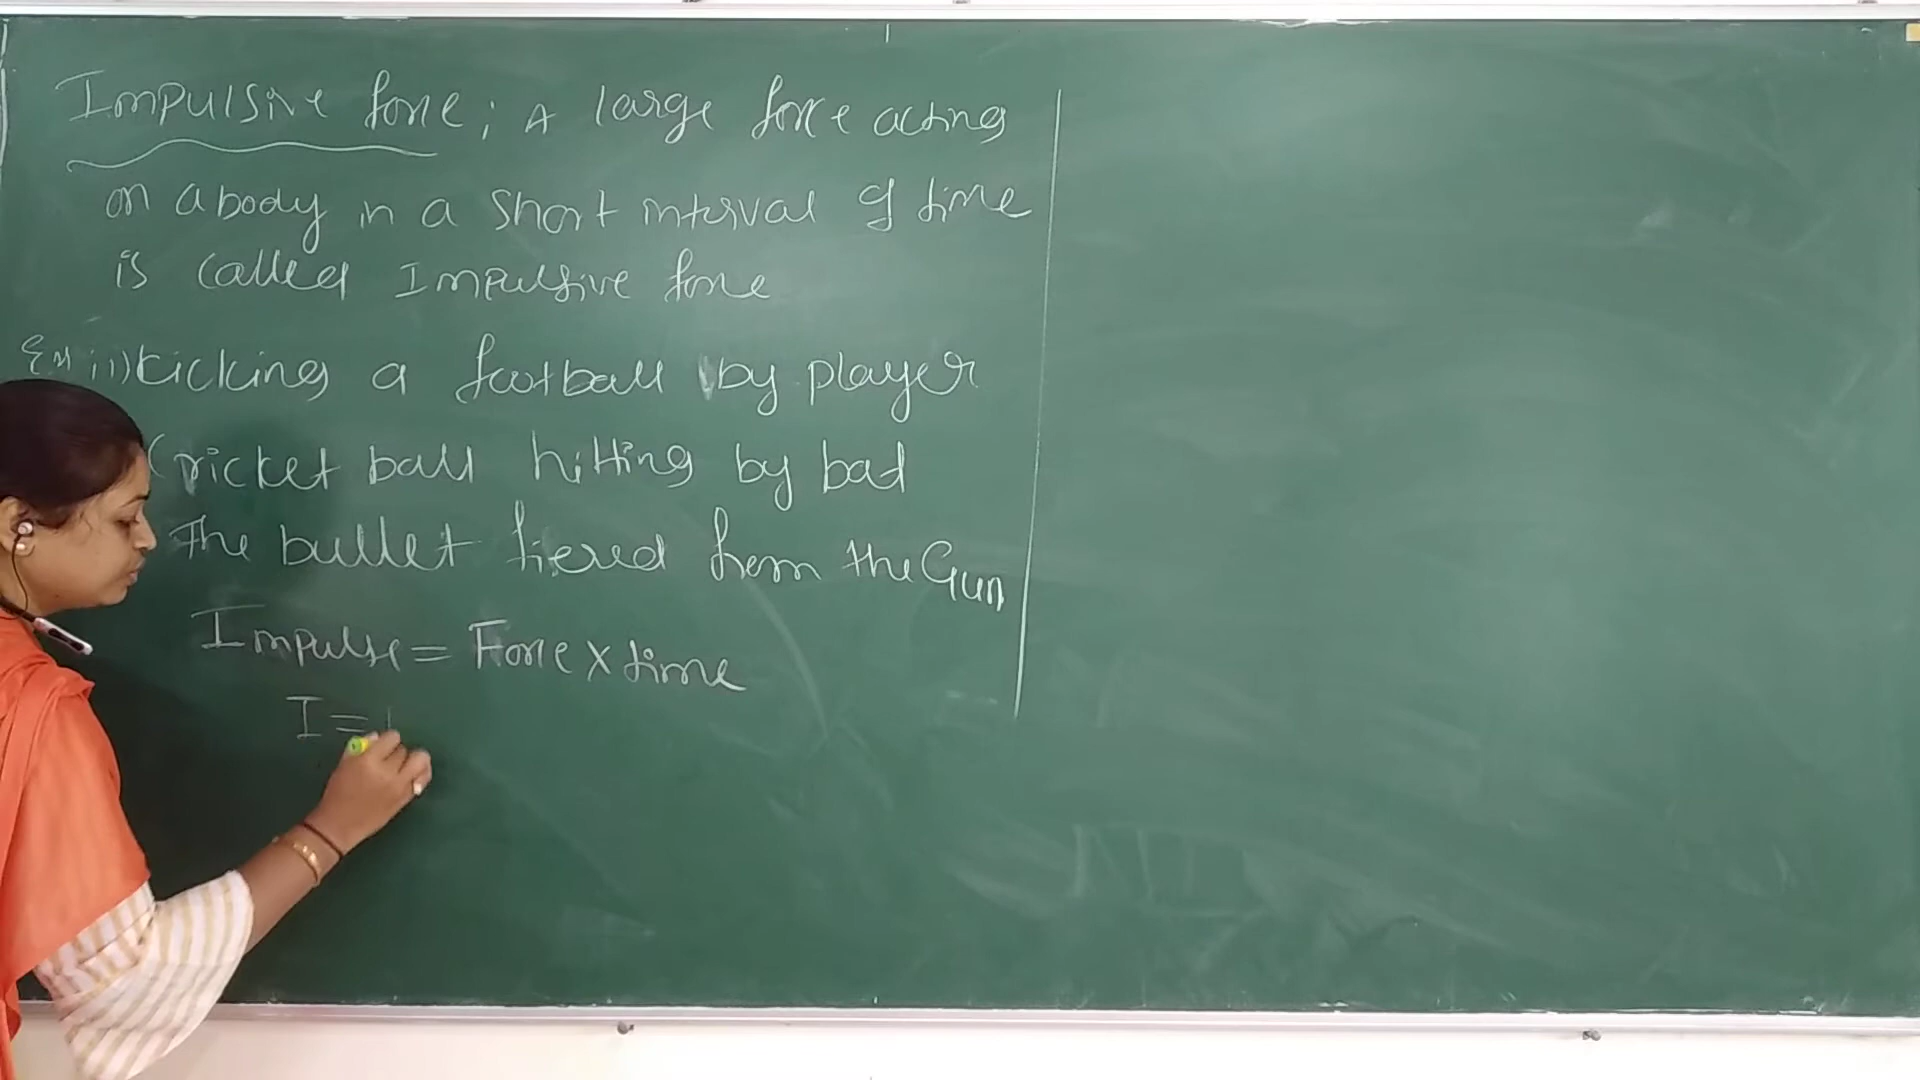 Impulsive force; A large force acting
on a body in a short interval of time
is called Impulsive force
Ex (i) Kicking a football by player
Cricket ball hitting by bat
The bullet fiered from the Gun
Impulse = Force x time
I =